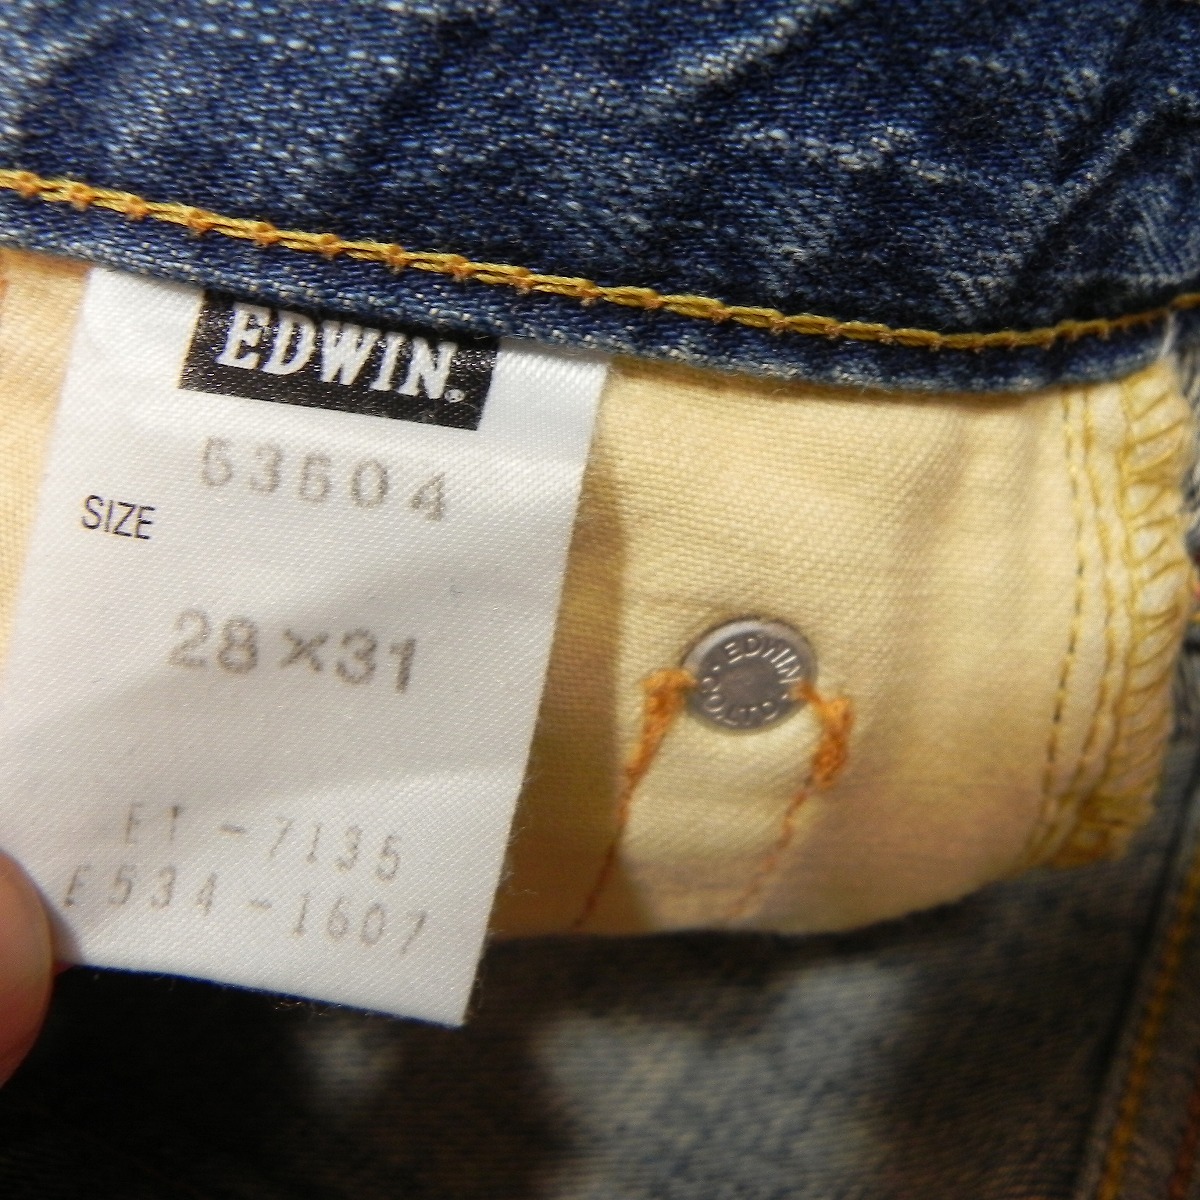 EDWIN®
53504
SIZE
28×31
ET-7135
E534-1607
EDWIN